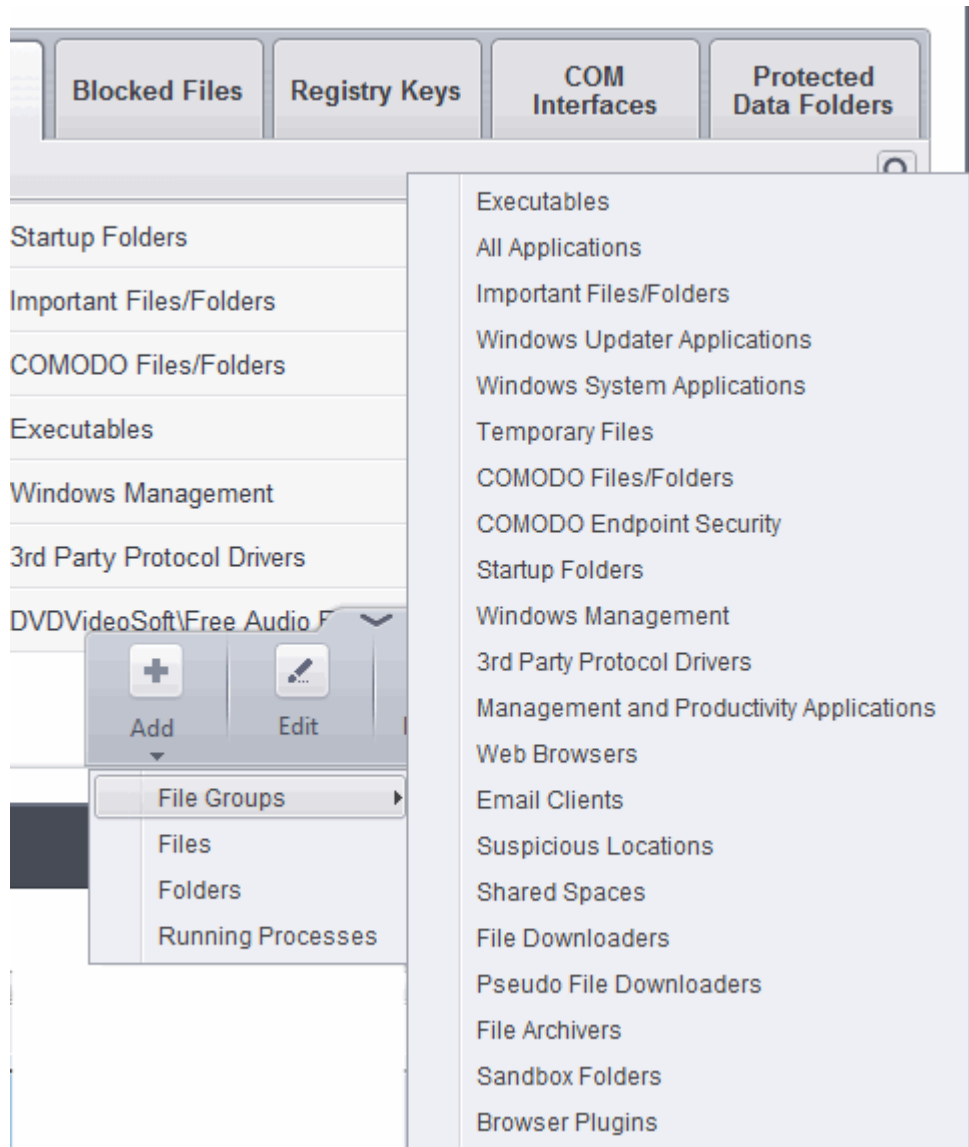 Blocked Files
Registry Keys
COM
Interfaces
Protected
Data Folders
Startup Folders
Important Files/Folders
COMODO Files/Folders
Executables
Windows Management
3rd Party Protocol Drivers
DVDVideoSoft\Free Audio
Add
Edit
File Groups
Files
Folders
Running Processes
Executables
All Applications
Important Files/Folders
Windows Updater Applications
Windows System Applications
Temporary Files
COMODO Files/Folders
COMODO Endpoint Security
Startup Folders
Windows Management
3rd Party Protocol Drivers
Management and Productivity Applications
Web Browsers
Email Clients
Suspicious Locations
Shared Spaces
File Downloaders
Pseudo File Downloaders
File Archivers
Sandbox Folders
Browser Plugins